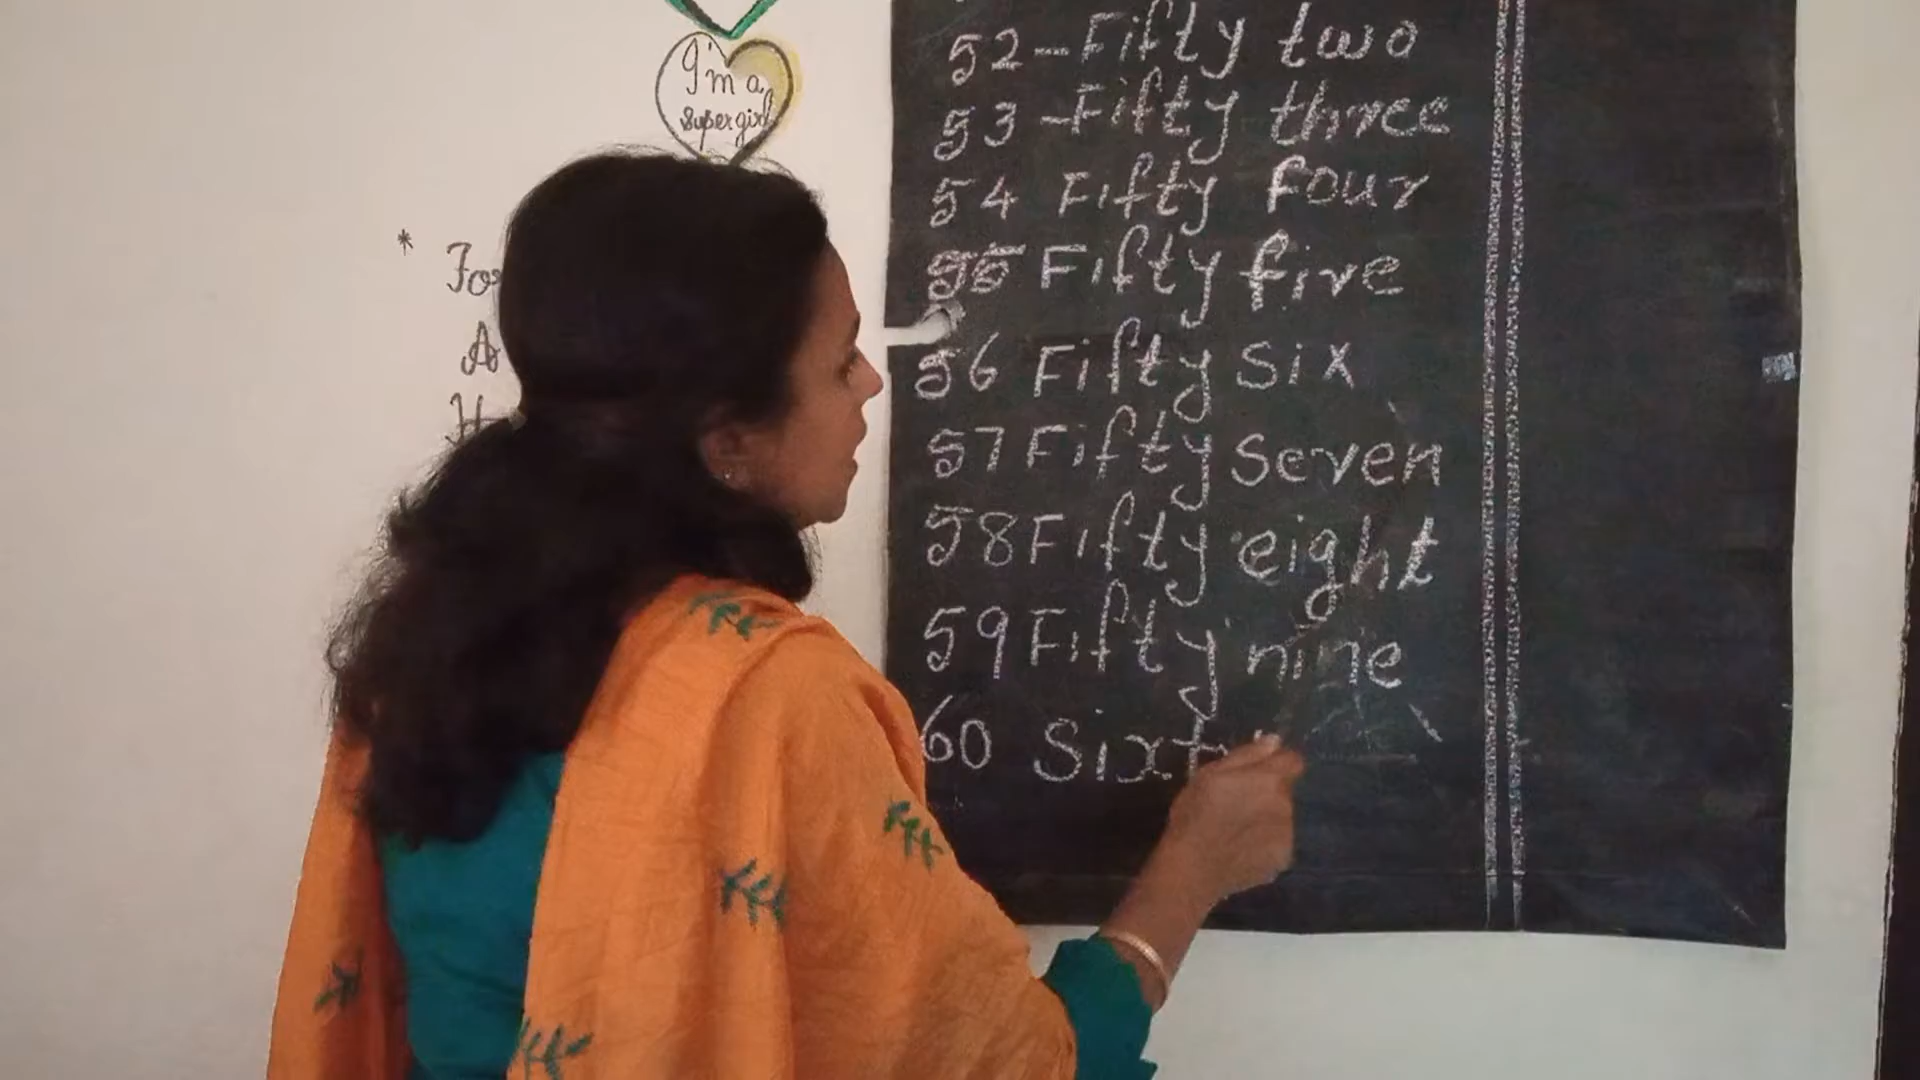 I'm a
Supergirl
*
52-Fifty two
53-Fifty three
54 Fifty four
55 Fifty five
56 Fifty Six
57 Fifty Seven
58 Fifty eight
59 Fifty nine
60